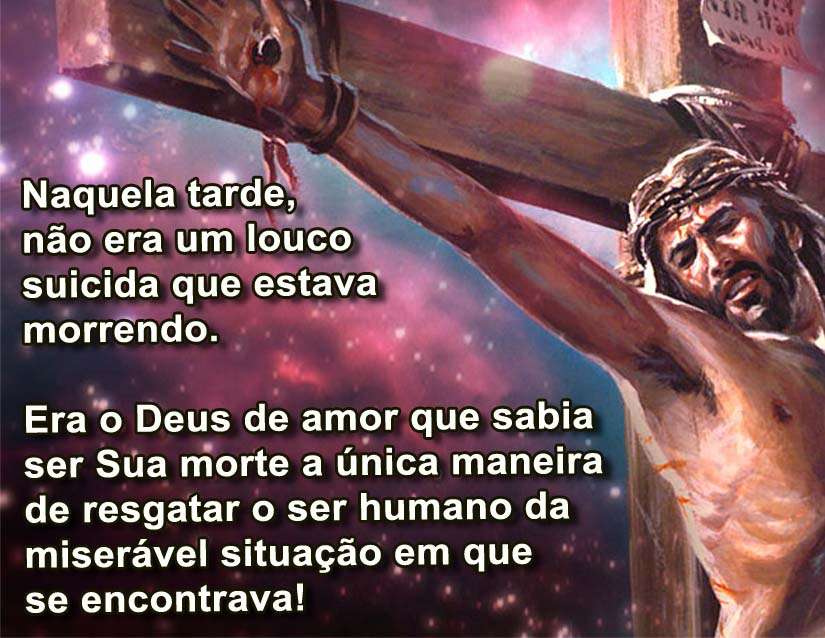 Naquela tarde,
não era um louco
suicida que estava
morrendo.
Era o Deus de amor que sabia
ser Sua morte a única maneira
de resgatar o ser humano da
miserável situação em que
se encontrava!